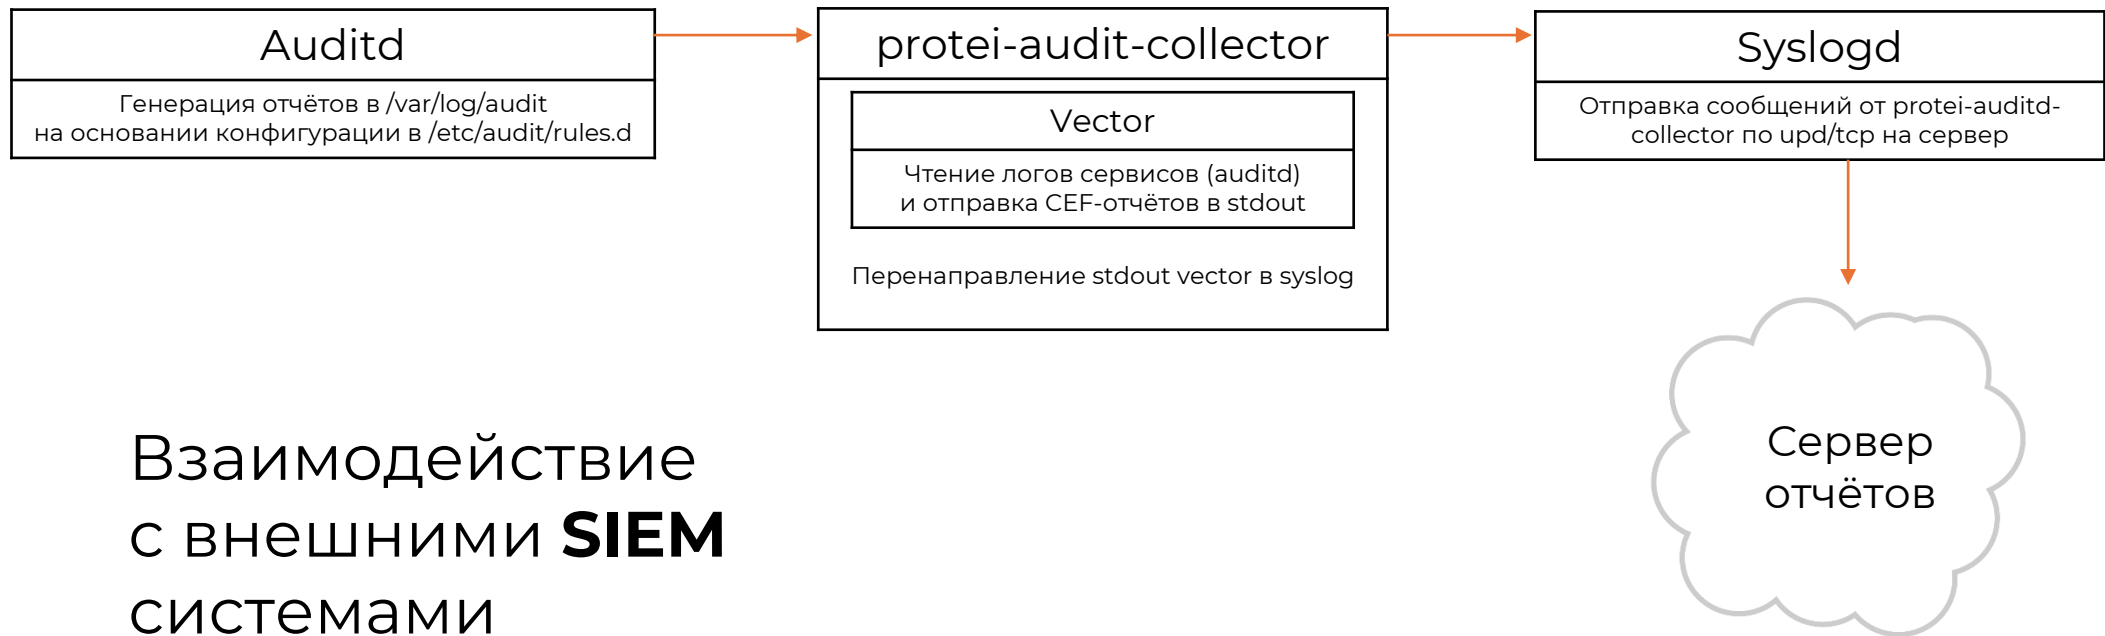 Auditd
Генерация отчётов в /var/log/audit
на основании конфигурации в /etc/audit/rules.d
protei-audit-collector
Vector
Чтение логов сервисов (auditd)
и отправка CEF-отчётов в stdout
Перенаправление stdout vector в syslog
Syslogd
Отправка сообщений от protei-auditd-
collector по upd/tcp на сервер
Сервер
отчётов
Взаимодействие
с внешними SIEM
системами